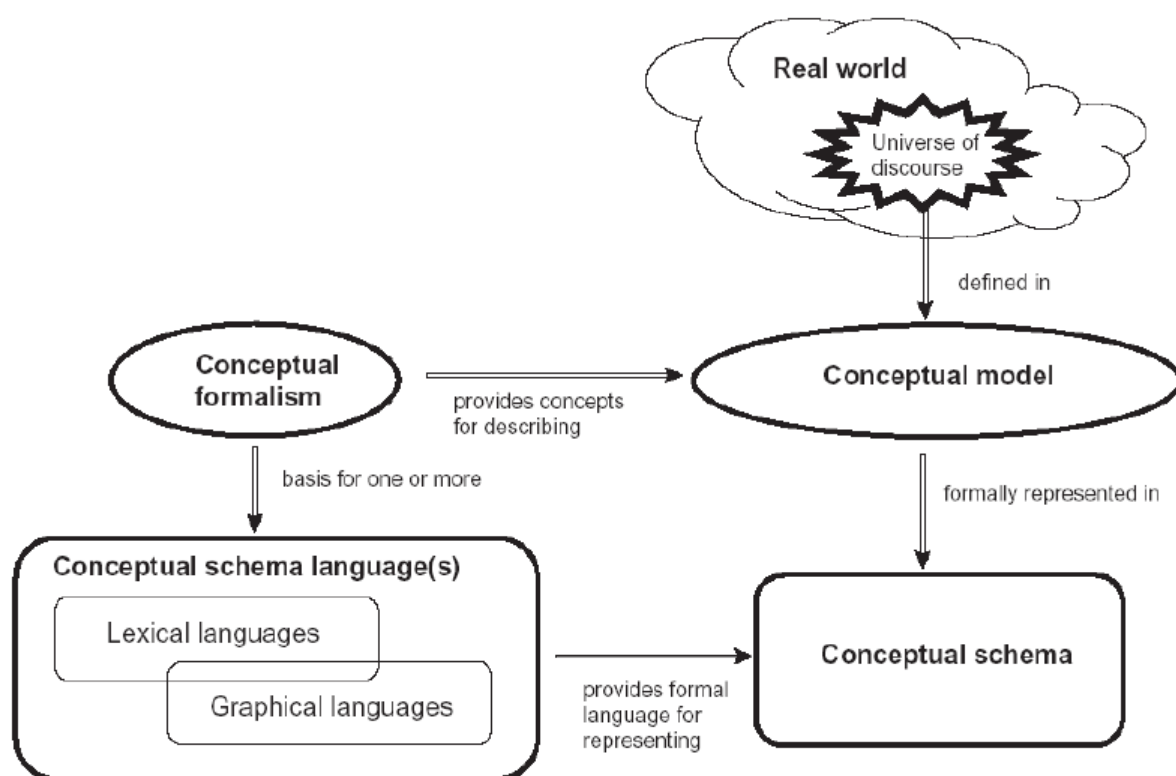 Real world
Universe of
discourse
defined in
Conceptual
formalism
Conceptual model
provides concepts
for describing
basis for one or more
formally represented in
Conceptual schema language(s)
Lexical languages
Graphical languages
Conceptual schema
provides formal
language for
representing